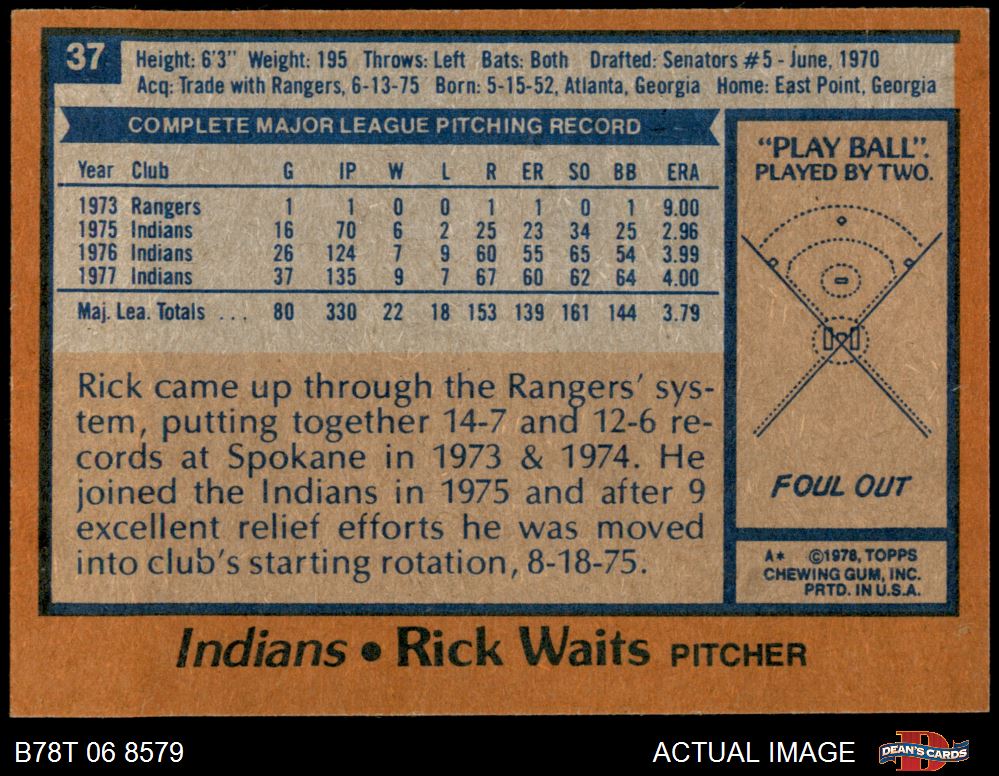 37
Height: 6'3" Weight: 195 Throws: Left Bats: Both Drafted: Senators #5 - June, 1970
Acq: Trade with Rangers, 6-13-75 Born: 5-15-52, Atlanta, Georgia Home: East Point, Georgia
COMPLETE MAJOR LEAGUE PITCHING RECORD
Year Club G IP W L R ER SO BB ERA
1973 Rangers 1 1 0 0 1 1 0 1 9.00
1975 Indians 16 70 6 2 25 23 34 25 2.96
1976 Indians 26 124 7 9 60 55 65 54 3.99
1977 Indians 37 135 9 7 67 60 62 64 4.00
Maj. Lea. Totals ... 80 330 22 18 153 139 161 144 3.79
Rick came up through the Rangers' sys-
tem, putting together 14-7 and 12-6 re-
cords at Spokane in 1973 & 1974. He
joined the Indians in 1975 and after 9
excellent relief efforts he was moved
into club's starting rotation, 8-18-75.
"PLAY BALL".
PLAYED BY TWO.
FOUL OUT
A* ©1978, TOPPS
CHEWING GUM, INC.
PRTD. IN U.S.A.
Indians • Rick Waits PITCHER
B78T 06 8579
ACTUAL IMAGE
D
DEAN'S CARDS